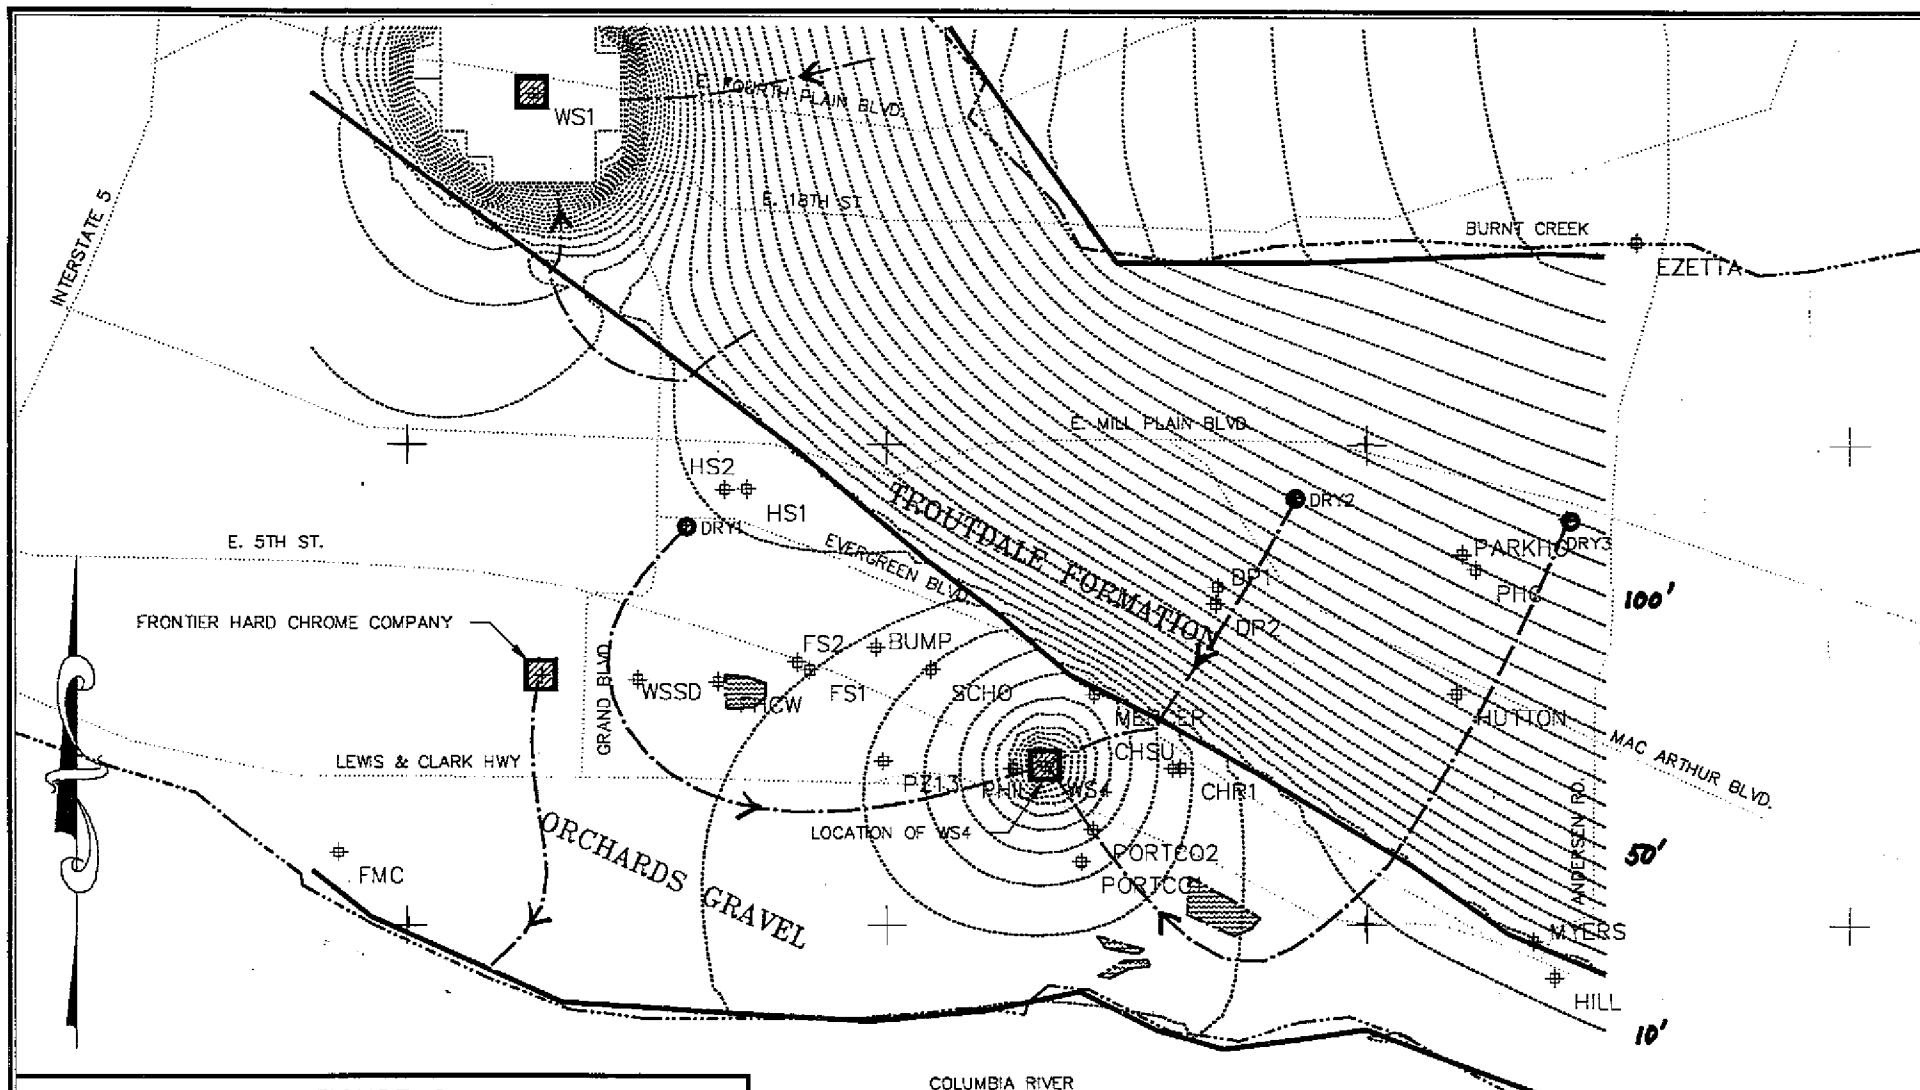 E. FOURTH PLAIN BLVD.
WS1
INTERSTATE 5
E. 18TH ST
BURNT CREEK
EZETTA
E. MILL PLAIN BLVD.
HS2
HS1
DRY1
DRY2
DRY3
TROUTDALE FORMATION
E. 5TH ST.
EVERGREEN BLVD.
PARKHO
PHC
DP1
DP2
100'
FRONTIER HARD CHROME COMPANY
GRAND BLVD.
FS2
BUMP
FS1
WSSD
SCHO
MERCER
HUTTON
MAC ARTHUR BLVD.
LEWIS & CLARK HWY
CHSU
PZ13
WS4
CHR1
LOCATION OF WS4
ANDERSEN RD.
50'
PORTCO2
PORTCO1
FMC
ORCHARDS GRAVEL
MYERS
HILL
10'
COLUMBIA RIVER